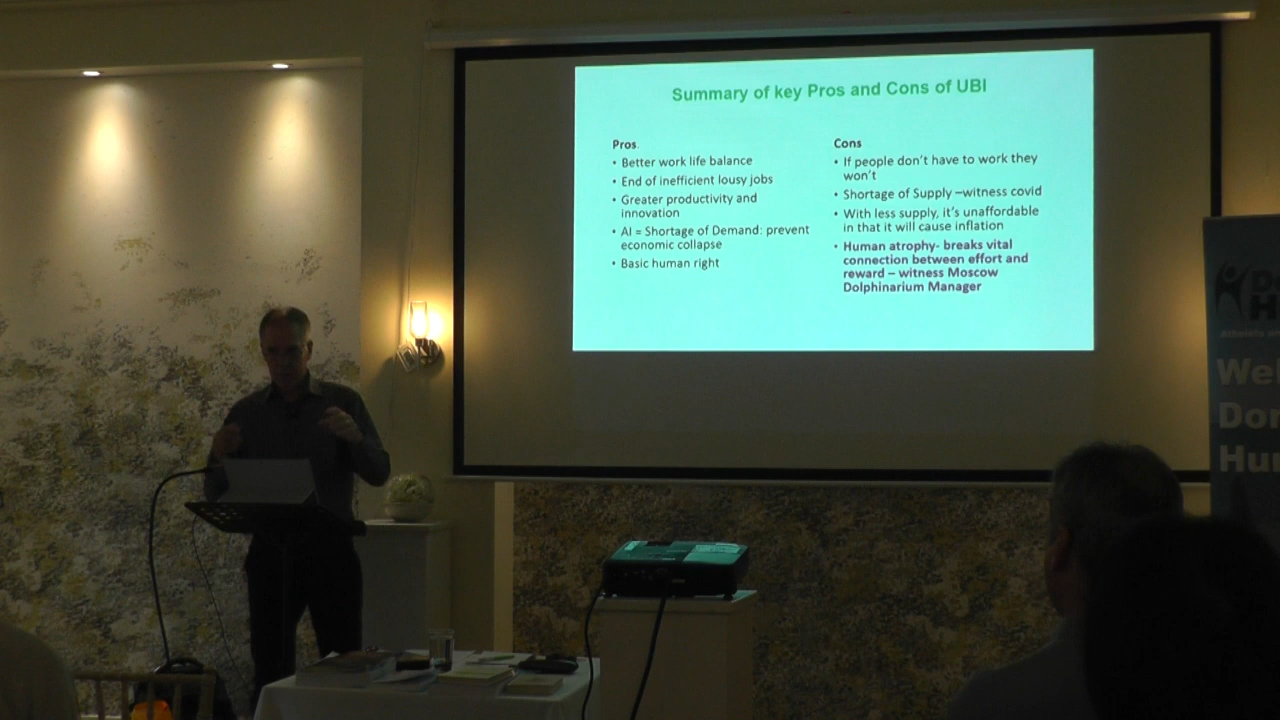 Summary of key Pros and Cons of UBI
Pros.
• Better work life balance
• End of inefficient lousy jobs
• Greater productivity and
innovation
• AI = Shortage of Demand: prevent
economic collapse
• Basic human right
Cons
• If people don't have to work they
won't
• Shortage of Supply –witness covid
• With less supply, it's unaffordable
in that it will cause inflation
• Human atrophy- breaks vital
connection between effort and
reward – witness Moscow
Dolphinarium Manager
Wel
Dor
Hu